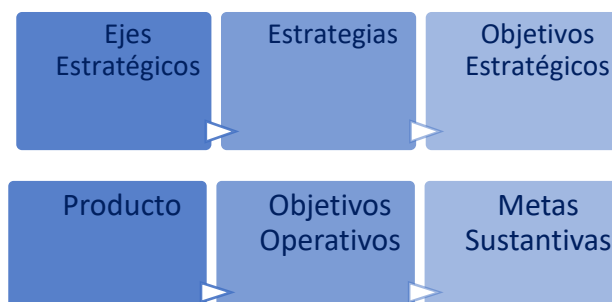 Ejes
Estratégicos
Estrategias
Objetivos
Estratégicos
Producto
Objetivos
Operativos
Metas
Sustantivas